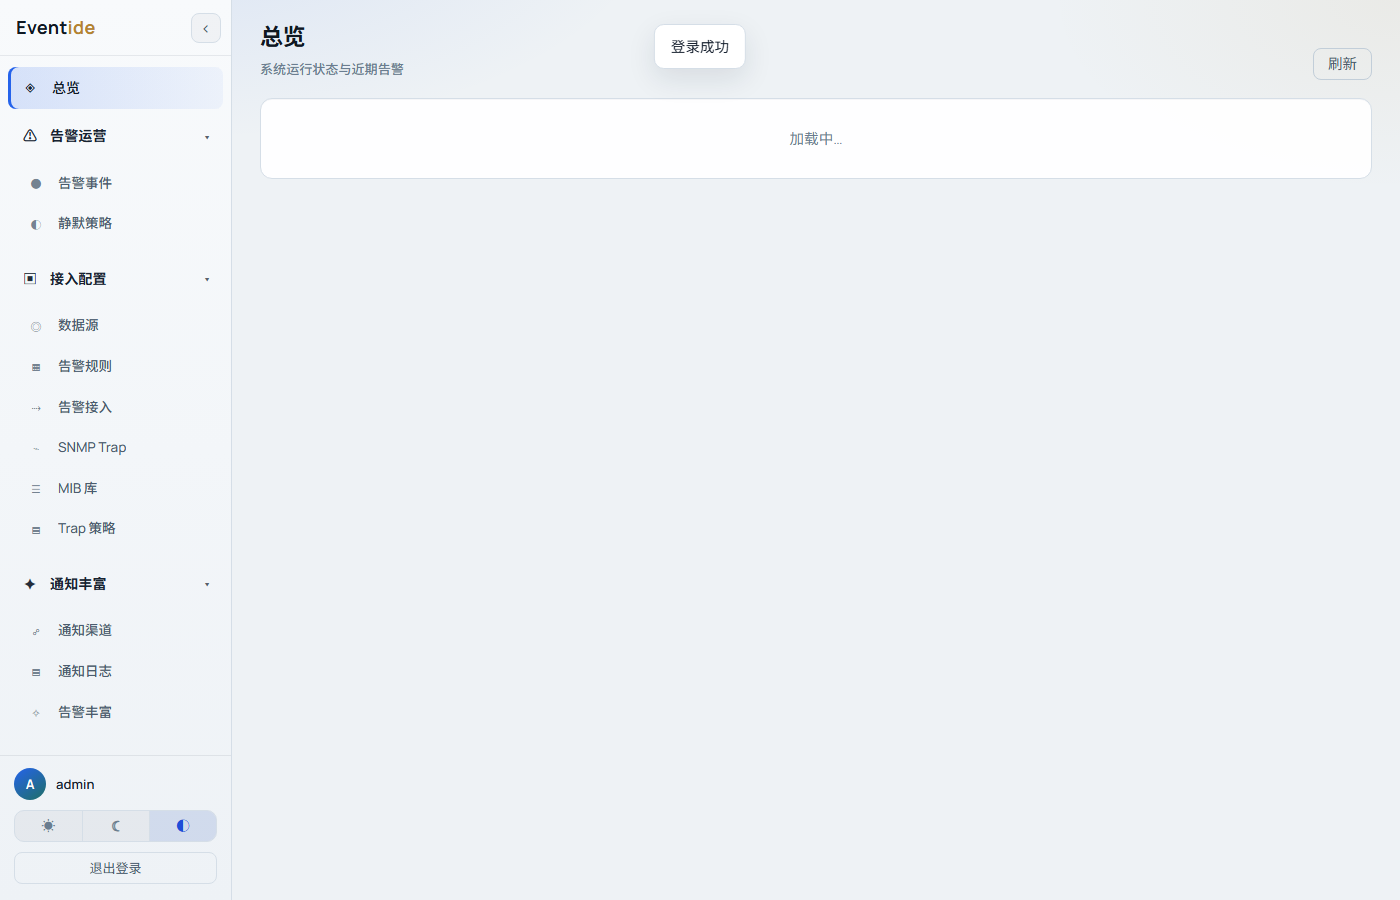 Eventide
总览
告警运营
告警事件
静默策略
接入配置
数据源
告警规则
告警接入
SNMP Trap
MIB 库
Trap 策略
通知丰富
通知渠道
通知日志
告警丰富
A
admin
退出登录
总览
系统运行状态与近期告警
登录成功
刷新
加载中...